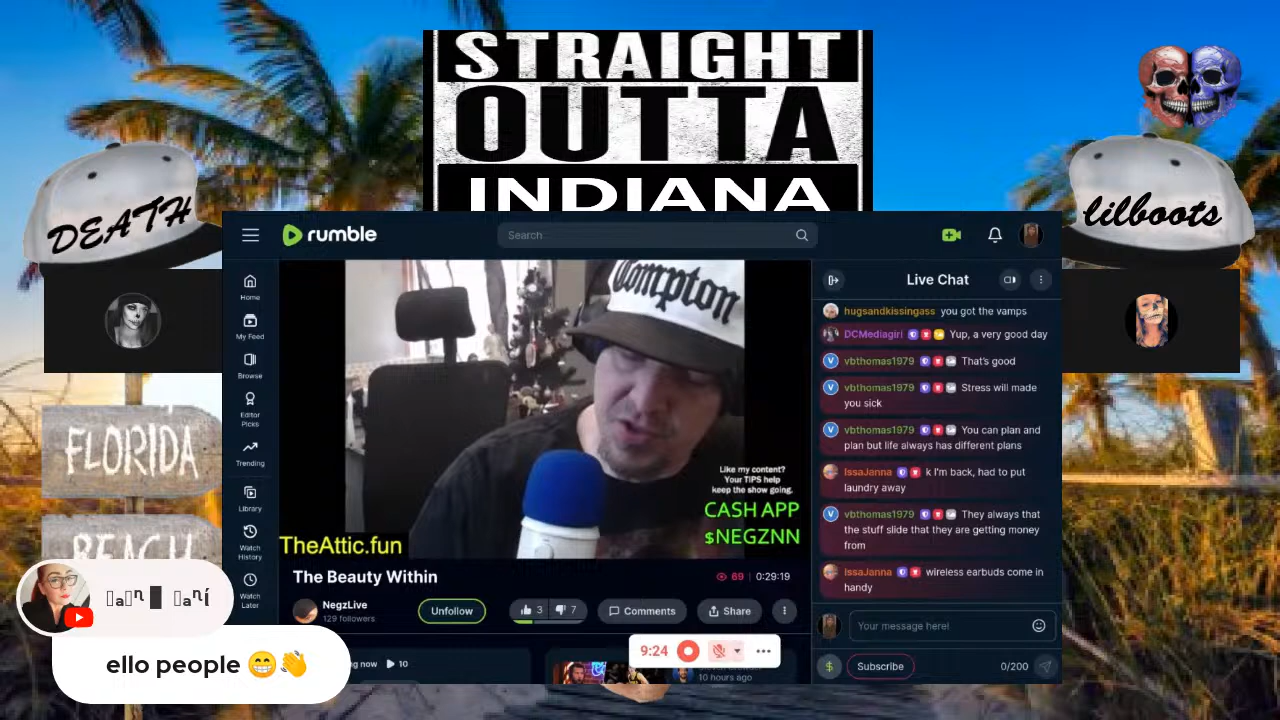 STRAIGHT
OUTTA
INDIANA
DEATH
lilboots
FLORIDA
BEACH
rumble
Search
Home
My Feed
Browse
Editor
Picks
Trending
Library
Watch
History
Watch
Later
Compton
Like my content?
Your TIPS help
keep the show going.
CASH APP
$NEGZNN
TheAttic.fun
The Beauty Within
69
0:29:19
NegzLive
129 followers
Unfollow
3
7
Comments
Share
ng now
10
10 hours ago
9:24
Live Chat
hugsandkissingass you got the vamps
DCMediagirl Yup, a very good day
vbthomas1979 That's good
vbthomas1979 Stress will made
you sick
vbthomas1979 You can plan and
plan but life always has different plans
IssaJanna k I'm back, had to put
laundry away
vbthomas1979 They always that
the stuff slide that they are getting money
from
IssaJanna wireless earbuds come in
handy
Your message here!
$
Subscribe
0/200
ello people 😁👋